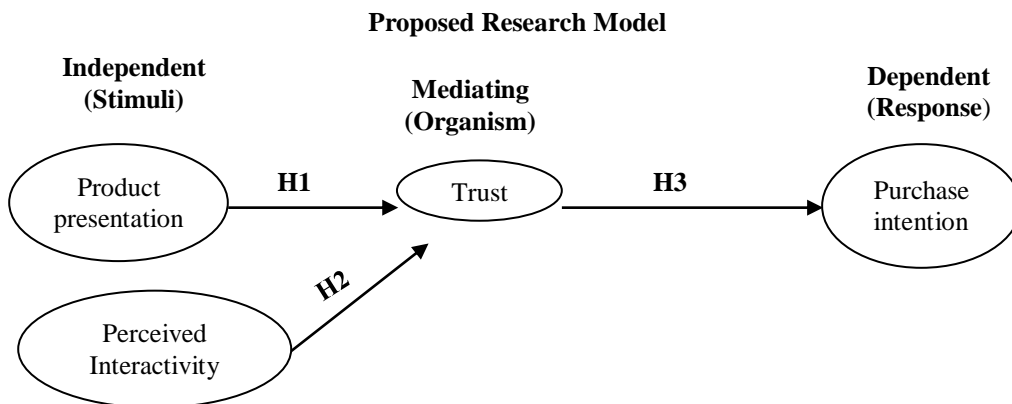 Proposed Research Model
Independent
(Stimuli)
Mediating
(Organism)
Dependent
(Response)
Product
presentation
H1
Trust
H3
Purchase
intention
H2
Perceived
Interactivity